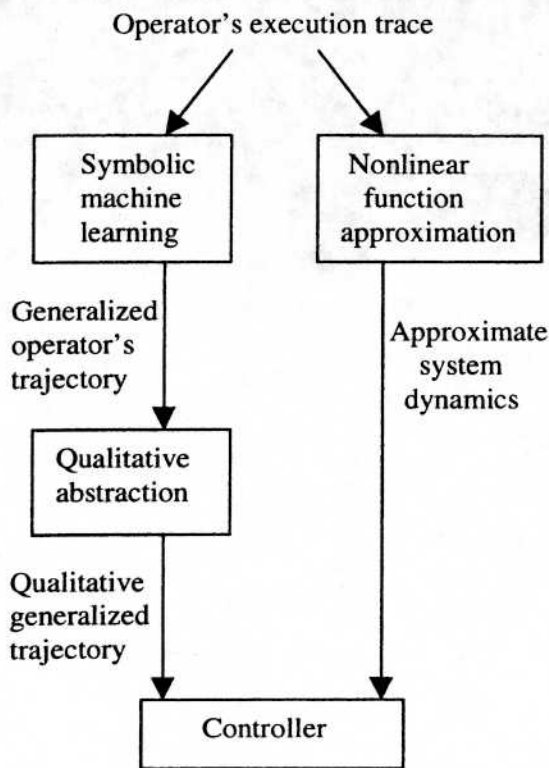 Operator's execution trace
Symbolic
machine
learning
Nonlinear
function
approximation
Generalized
operator's
trajectory
Approximate
system
dynamics
Qualitative
abstraction
Qualitative
generalized
trajectory
Controller